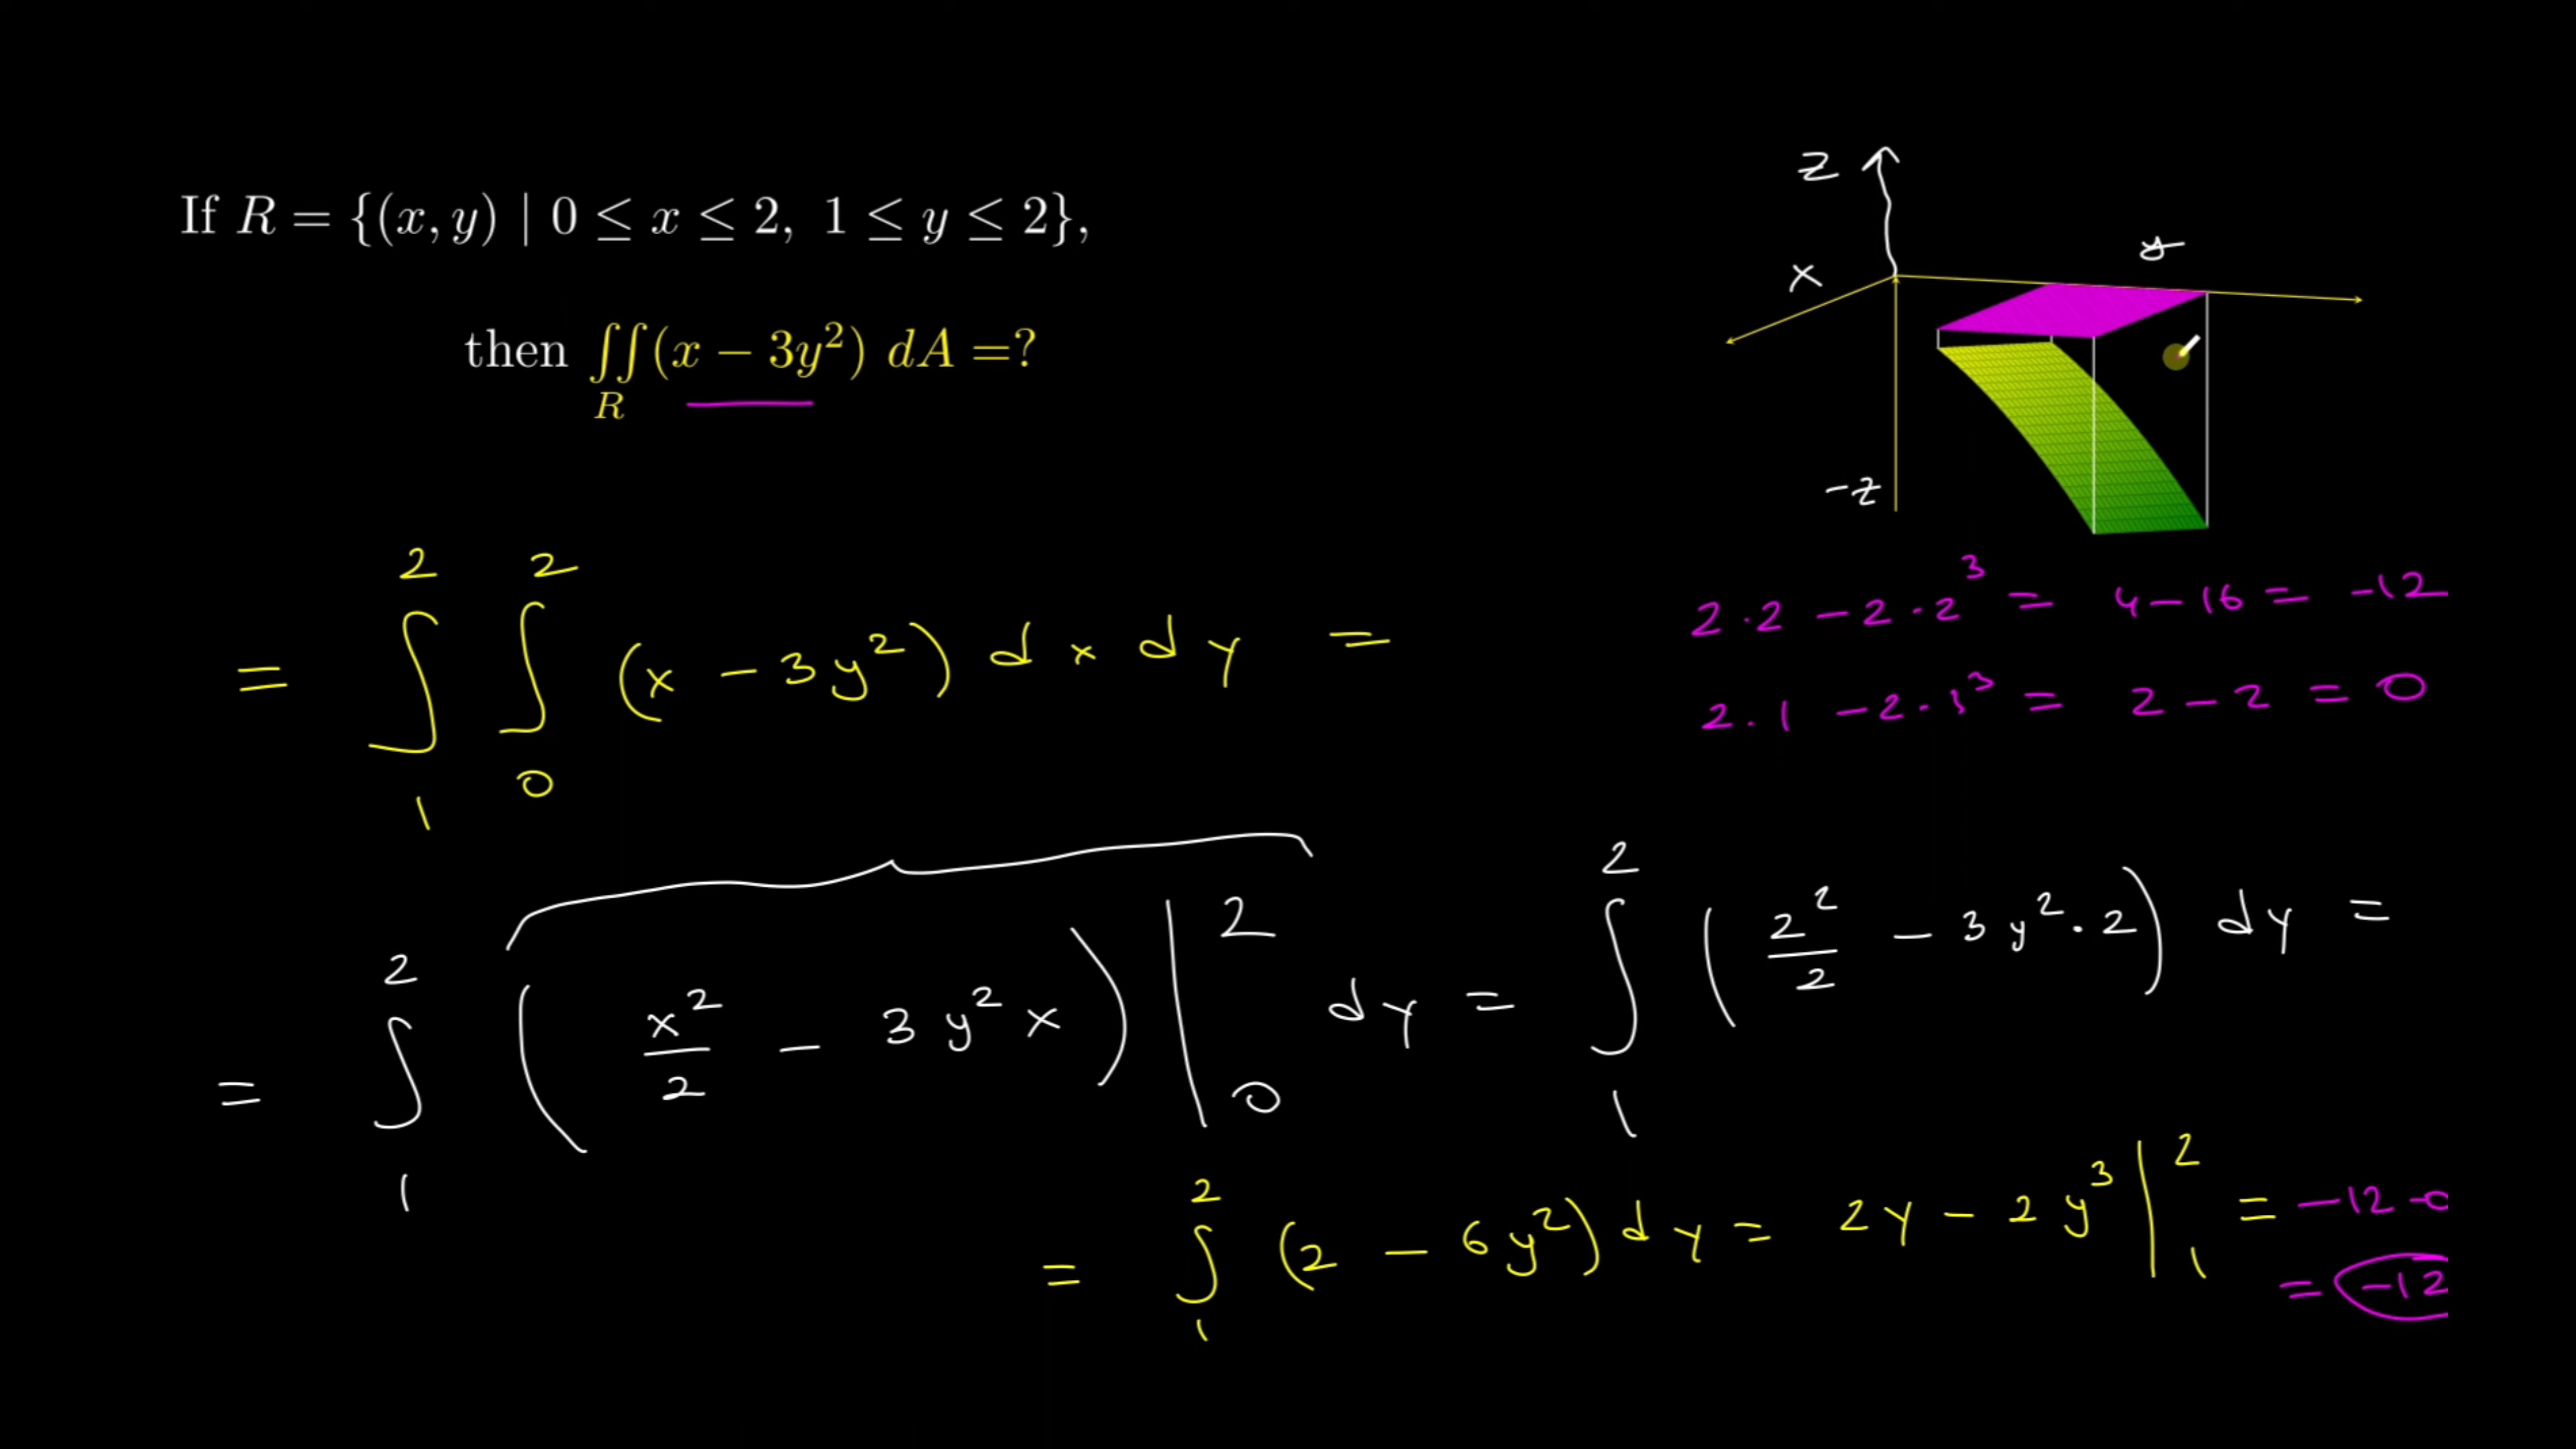 If R = {(x, y) | 0 ≤ x ≤ 2, 1 ≤ y ≤ 2},
then ∬_R (x − 3y²) dA =?
z
x
y
-z
= ∫₁² ∫₀² (x − 3y²) dx dy =
2·2 − 2·2³ = 4 − 16 = −12
2·1 − 2·1³ = 2 − 2 = 0
= ∫₁² (x²/2 − 3y²x) |₀² dy = ∫₁² (2²/2 − 3y²·2) dy =
= ∫₁² (2 − 6y²) dy = 2y − 2y³ |₁² = −12 −0
= −12